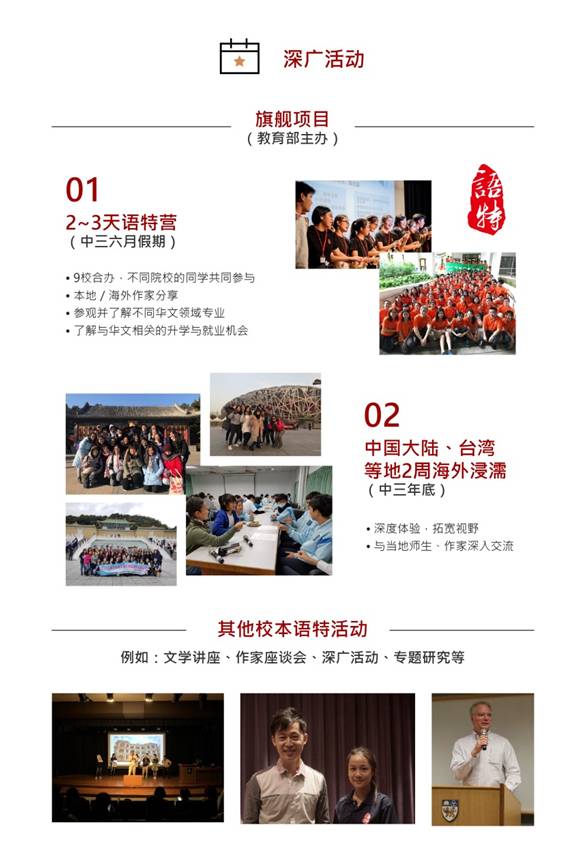 深广活动
旗舰项目
（教育部主办）
01
2~3天语特营
（中三六月假期）
• 9校合办，不同院校的同学共同参与
• 本地 / 海外作家分享
• 参观并了解不同华文领域专业
• 了解与华文相关的升学与就业机会
語特
02
中国大陆、台湾
等地2周海外浸濡
（中三年底）
• 深度体验，拓宽视野
• 与当地师生、作家深入交流
其他校本语特活动
例如：文学讲座、作家座谈会、深广活动、专题研究等